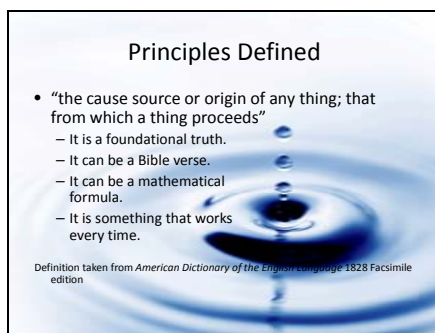 Principles Defined
• “the cause source or origin of any thing; that
from which a thing proceeds”
– It is a foundational truth.
– It can be a Bible verse.
– It can be a mathematical
formula.
– It is something that works
every time.
Definition taken from American Dictionary of the English Language 1828 Facsimile
edition